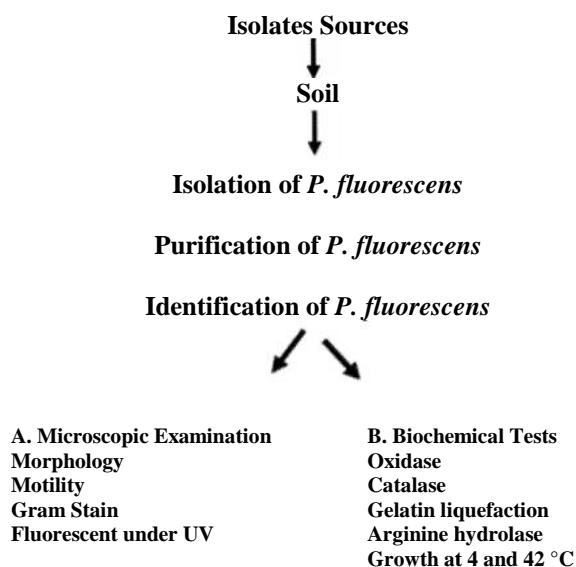 Isolates Sources
Soil
Isolation of P. fluorescens
Purification of P. fluorescens
Identification of P. fluorescens
A. Microscopic Examination
Morphology
Motility
Gram Stain
Fluorescent under UV
B. Biochemical Tests
Oxidase
Catalase
Gelatin liquefaction
Arginine hydrolase
Growth at 4 and 42 °C